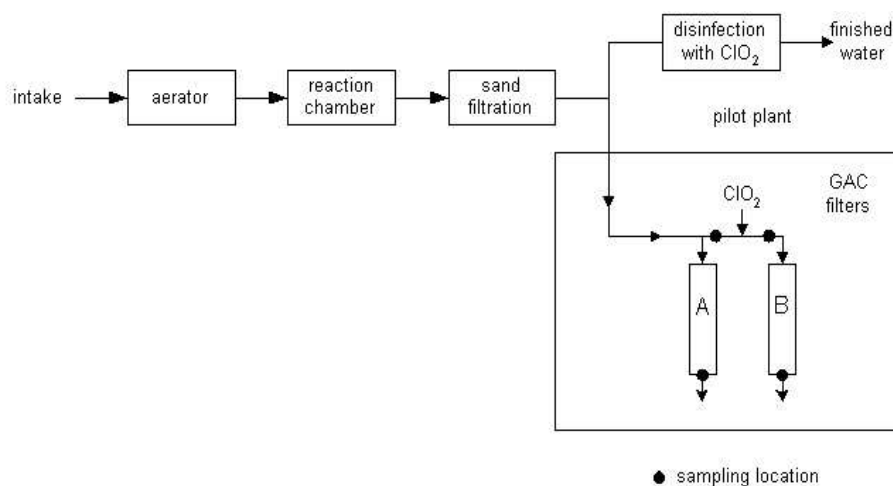 disinfection
with ClO₂
finished
water
intake
aerator
reaction
chamber
sand
filtration
pilot plant
GAC
filters
ClO₂
A
B
sampling location